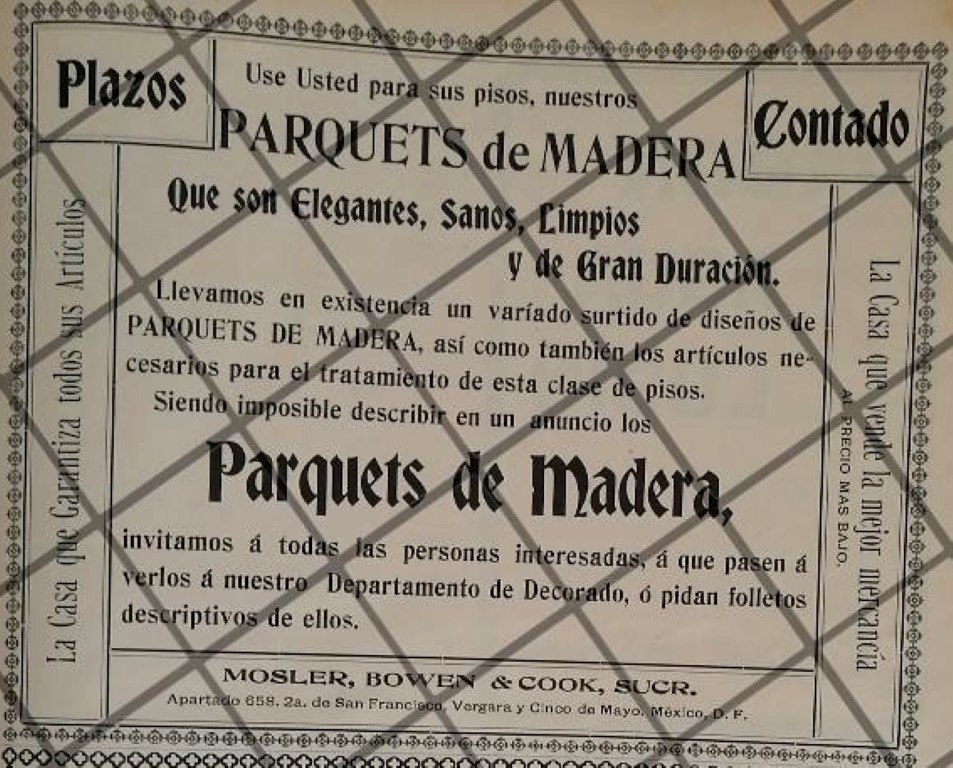 Plazos
Use Usted para sus pisos, nuestros
PARQUETS de MADERA
Contado
Que son Elegantes, Sanos, Limpios
y de Gran Duración.
Llevamos en existencia un varíado surtido de diseños de
PARQUETS DE MADERA, así como también los artículos ne-
cesarios para el tratamiento de esta clase de pisos.
Siendo imposible describir en un anuncio los
Parquets de Madera,
invitamos á todas las personas interesadas, á que pasen á
verlos á nuestro Departamento de Decorado, ó pidan folletos
descriptivos de ellos.
La Casa que Garantiza todos sus Artículos
La Casa que vende la mejor mercancía
AL PRECIO MAS BAJO.
MOSLER, BOWEN & COOK, SUCR.
Apartado 658. 2a. de San Francisco, Vergara y Cinco de Mayo. México, D. F.